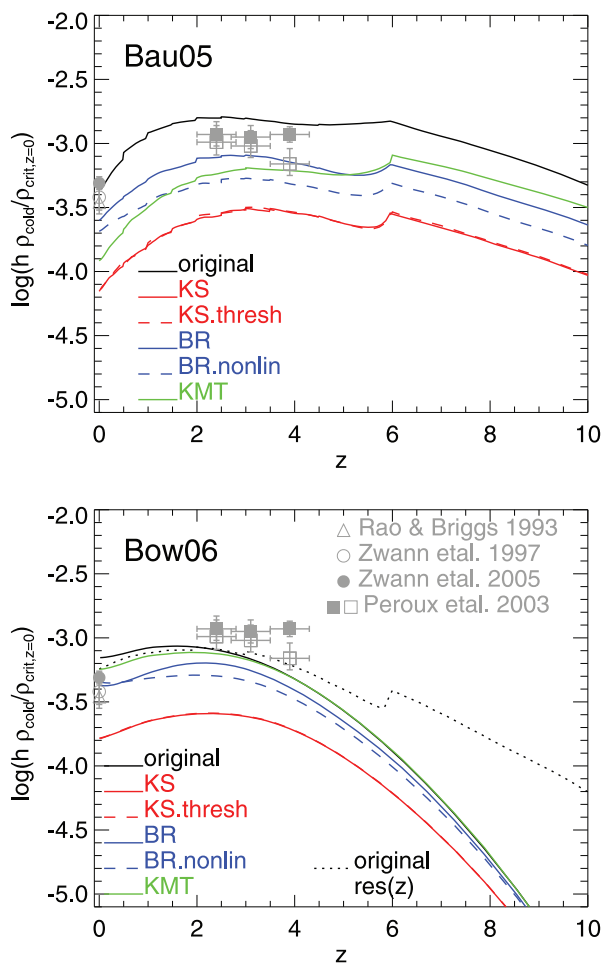 Bau05
log(h ρcold/ρcrit,z=0)
-2.0
-2.5
-3.0
-3.5
-4.0
-4.5
-5.0
original
KS
KS.thresh
BR
BR.nonlin
KMT
0 2 4 6 8 10
z
Bow06
log(h ρcold/ρcrit,z=0)
-2.0
-2.5
-3.0
-3.5
-4.0
-4.5
-5.0
Rao & Briggs 1993
Zwann etal. 1997
Zwann etal. 2005
Peroux etal. 2003
original
KS
KS.thresh
BR
BR.nonlin
KMT
original
res(z)
0 2 4 6 8 10
z